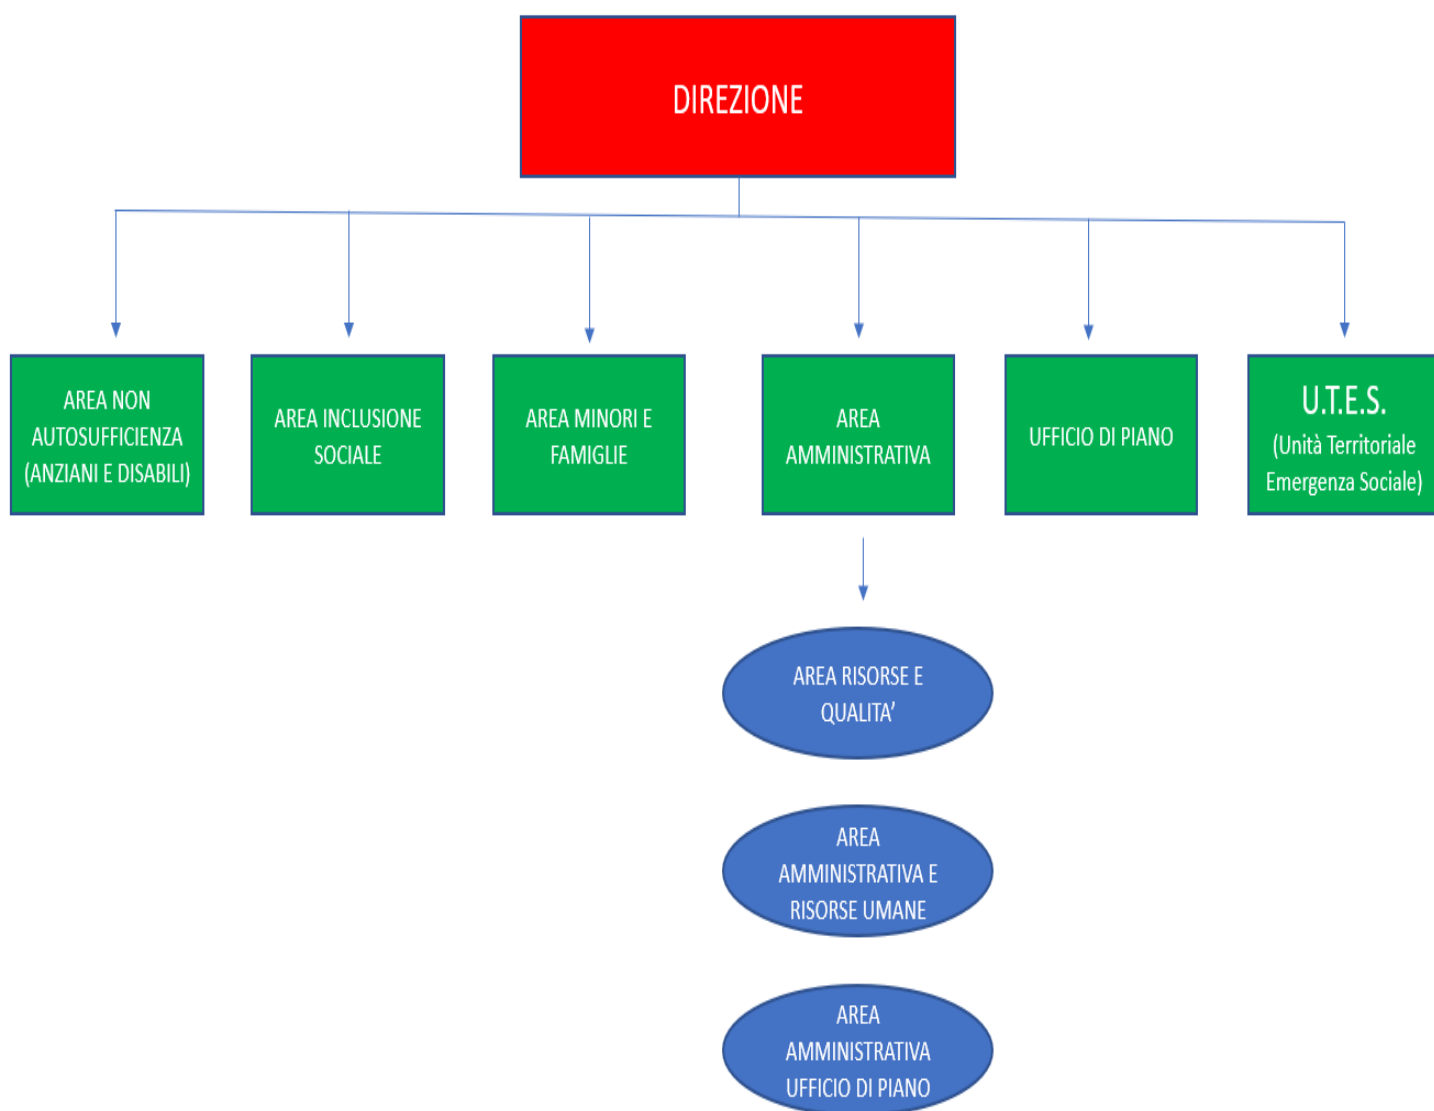 DIREZIONE
AREA NON
AUTOSUFFICIENZA
(ANZIANI E DISABILI)
AREA INCLUSIONE
SOCIALE
AREA MINORI E
FAMIGLIE
AREA
AMMINISTRATIVA
UFFICIO DI PIANO
U.T.E.S.
(Unità Territoriale
Emergenza Sociale)
AREA RISORSE E
QUALITA’
AREA
AMMINISTRATIVA E
RISORSE UMANE
AREA
AMMINISTRATIVA
UFFICIO DI PIANO